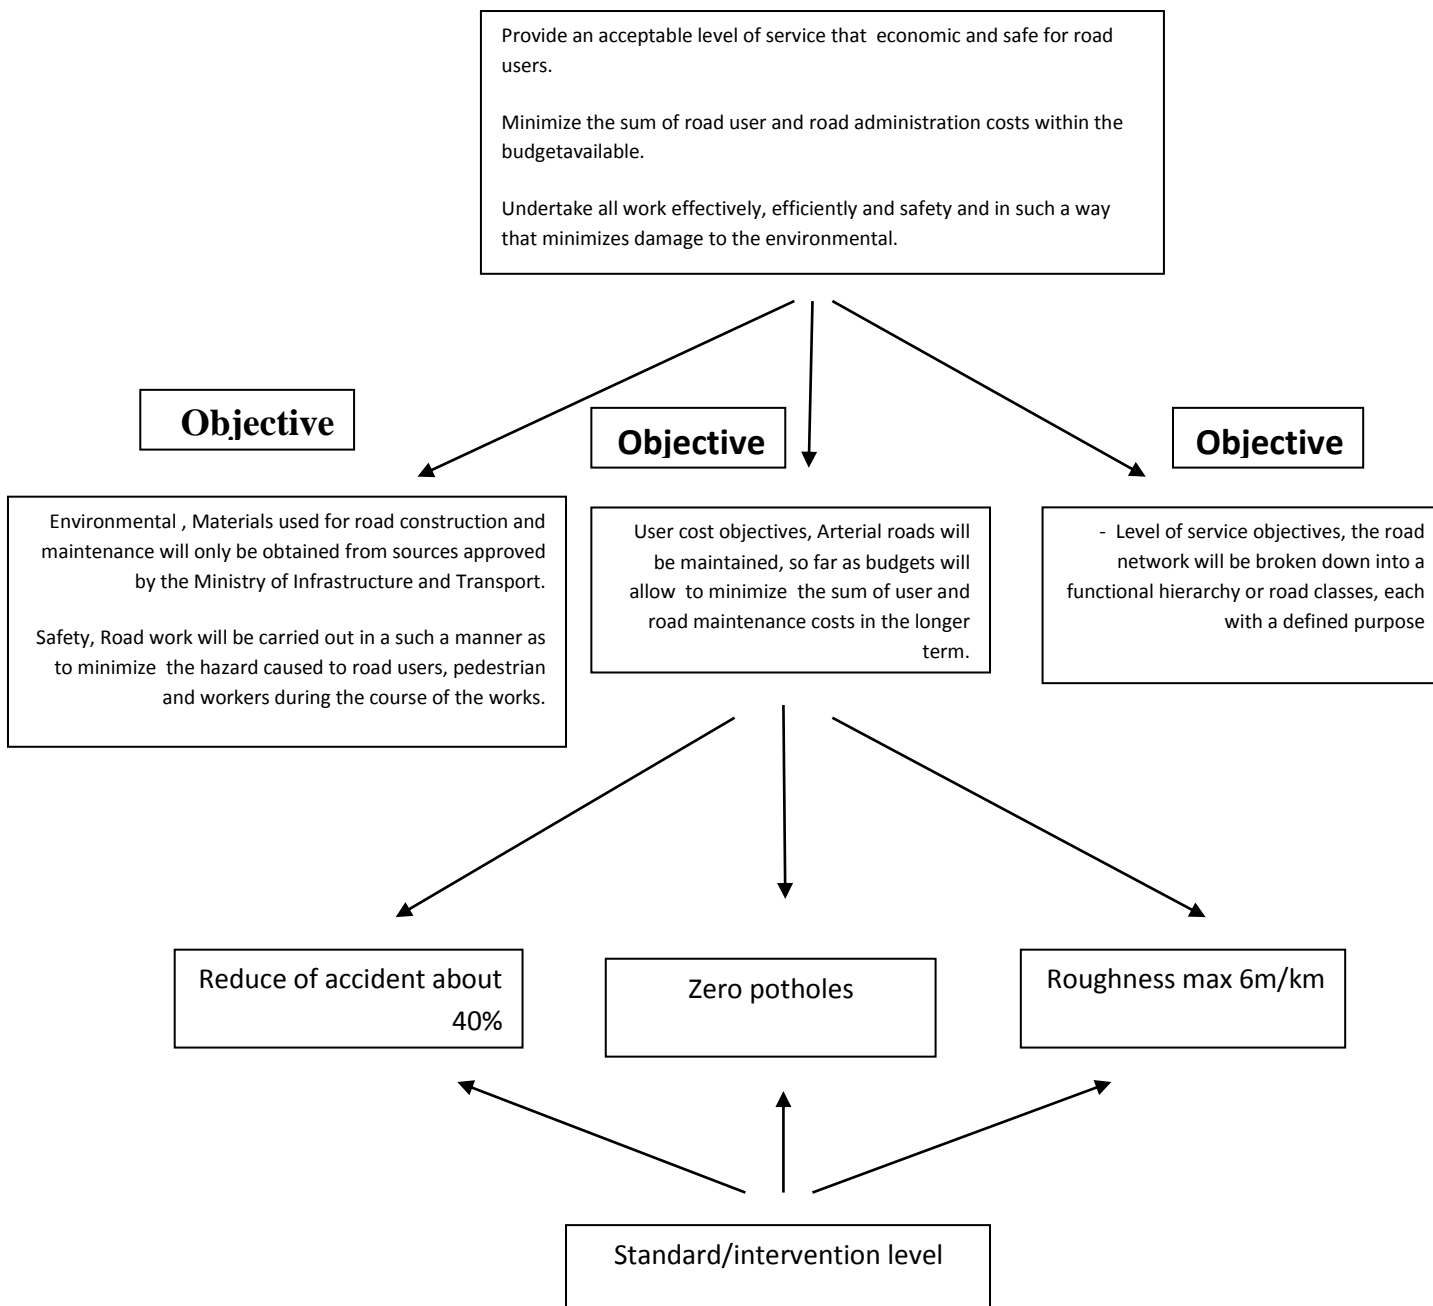 Provide an acceptable level of service that  economic and safe for road
users.
Minimize the sum of road user and road administration costs within the
budgetavailable.
Undertake all work effectively, efficiently and safety and in such a way
that minimizes damage to the environmental.
Objective
Objective
Objective
Environmental , Materials used for road construction and
maintenance will only be obtained from sources approved
by the Ministry of Infrastructure and Transport.
Safety, Road work will be carried out in a such a manner as
to minimize  the hazard caused to road users, pedestrian
and workers during the course of the works.
User cost objectives, Arterial roads will
be maintained, so far as budgets will
allow  to minimize  the sum of user and
road maintenance costs in the longer
term.
-  Level of service objectives, the road
network will be broken down into a
functional hierarchy or road classes, each
with a defined purpose
Reduce of accident about
40%
Zero potholes
Roughness max 6m/km
Standard/intervention level